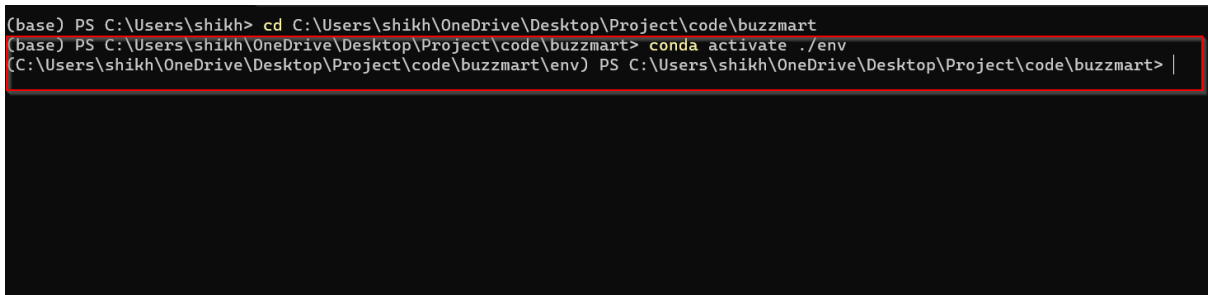 (base) PS C:\Users\shikh> cd C:\Users\shikh\OneDrive\Desktop\Project\code\buzzmart
(base) PS C:\Users\shikh\OneDrive\Desktop\Project\code\buzzmart> conda activate ./env
(C:\Users\shikh\OneDrive\Desktop\Project\code\buzzmart\env) PS C:\Users\shikh\OneDrive\Desktop\Project\code\buzzmart>